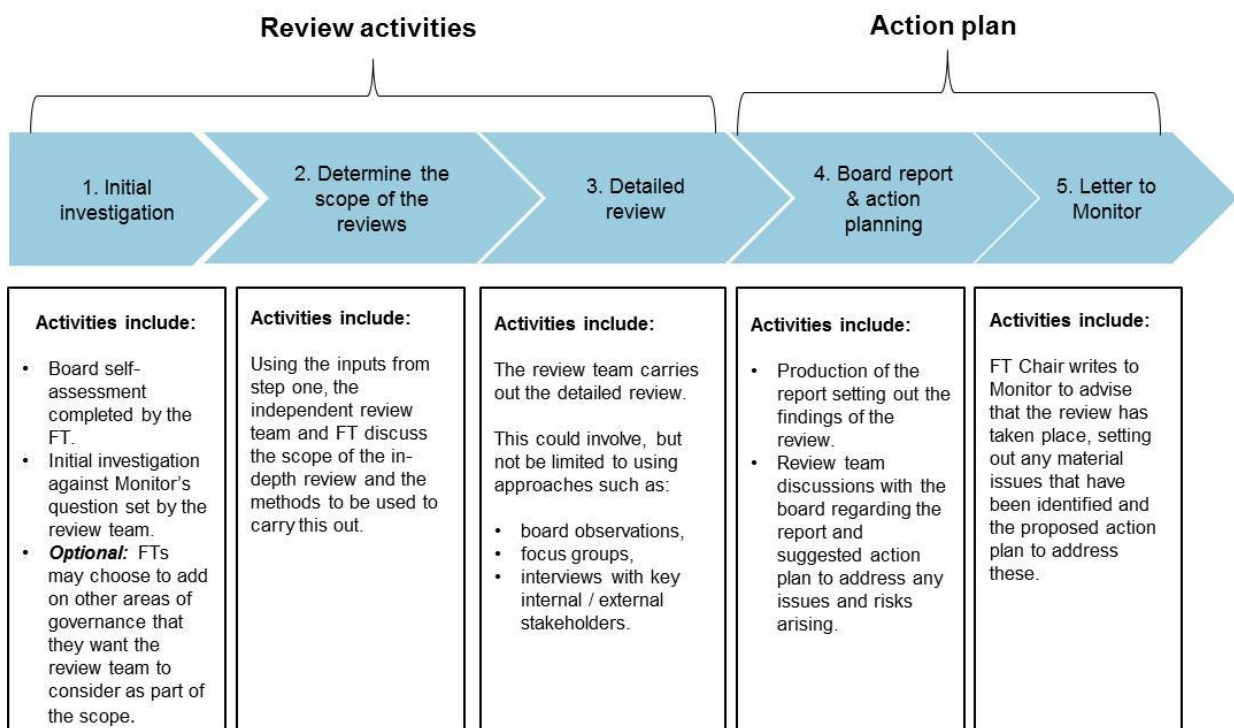 Review activities
Action plan
1. Initial
investigation
2. Determine the
scope of the
reviews
3. Detailed
review
4. Board report
& action
planning
5. Letter to
Monitor
Activities include:
• Board self-
assessment
completed by the
FT.
• Initial investigation
against Monitor's
question set by the
review team.
• Optional: FTs
may choose to add
on other areas of
governance that
they want the
review team to
consider as part of
the scope.
Activities include:
Using the inputs from
step one, the
independent review
team and FT discuss
the scope of the in-
depth review and the
methods to be used to
carry this out.
Activities include:
The review team carries
out the detailed review.
This could involve, but
not be limited to using
approaches such as:
• board observations,
• focus groups,
• interviews with key
internal / external
stakeholders.
Activities include:
• Production of the
report setting out the
findings of the
review.
• Review team
discussions with the
board regarding the
report and
suggested action
plan to address any
issues and risks
arising.
Activities include:
FT Chair writes to
Monitor to advise
that the review has
taken place, setting
out any material
issues that have
been identified and
the proposed action
plan to address
these.